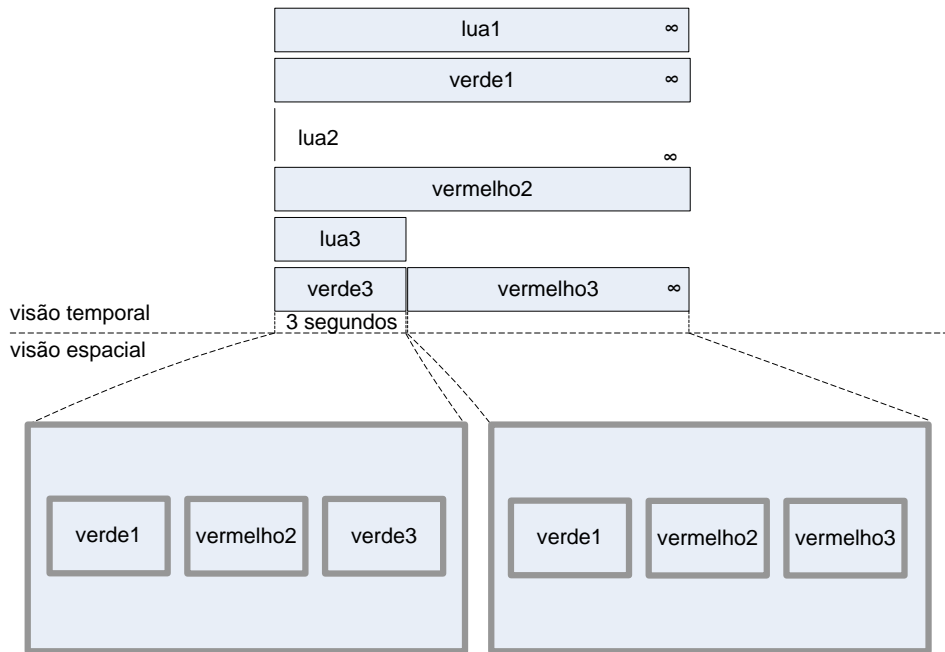 lua1 ∞
verde1 ∞
lua2
∞
vermelho2
lua3
verde3
vermelho3 ∞
visão temporal
3 segundos
visão espacial
verde1
vermelho2
verde3
verde1
vermelho2
vermelho3